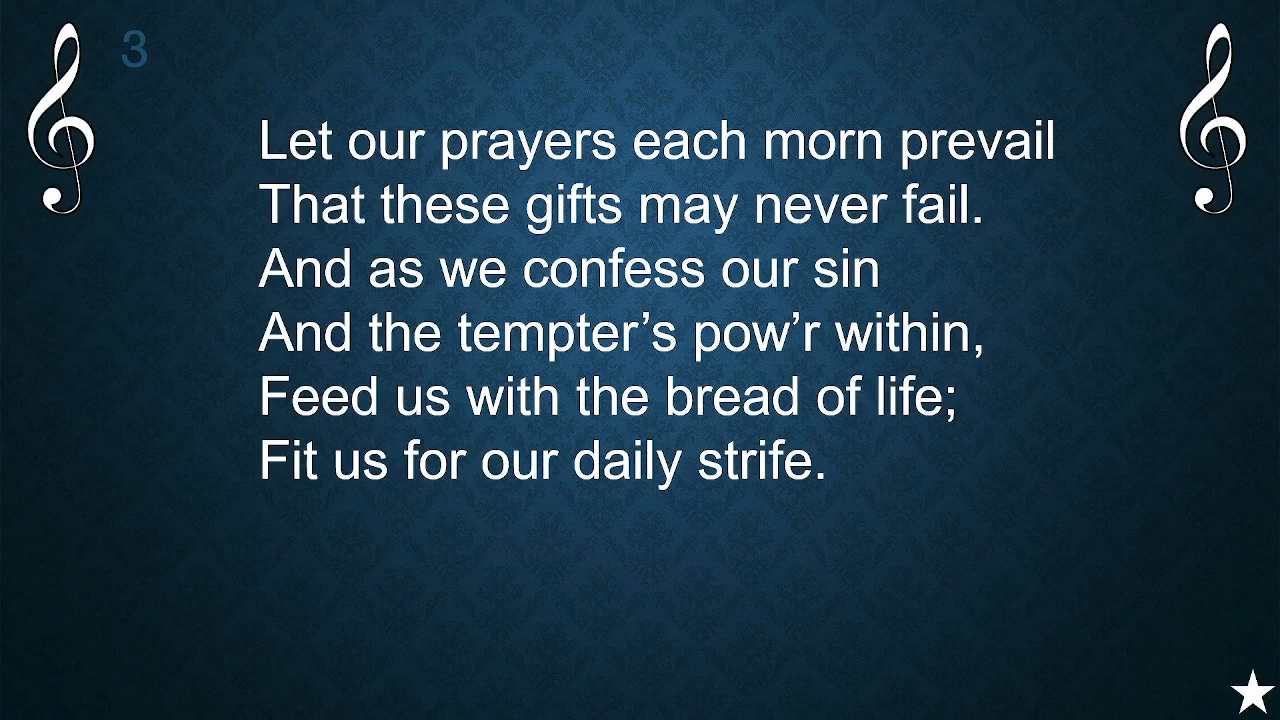 3
Let our prayers each morn prevail
That these gifts may never fail.
And as we confess our sin
And the tempter’s pow’r within,
Feed us with the bread of life;
Fit us for our daily strife.